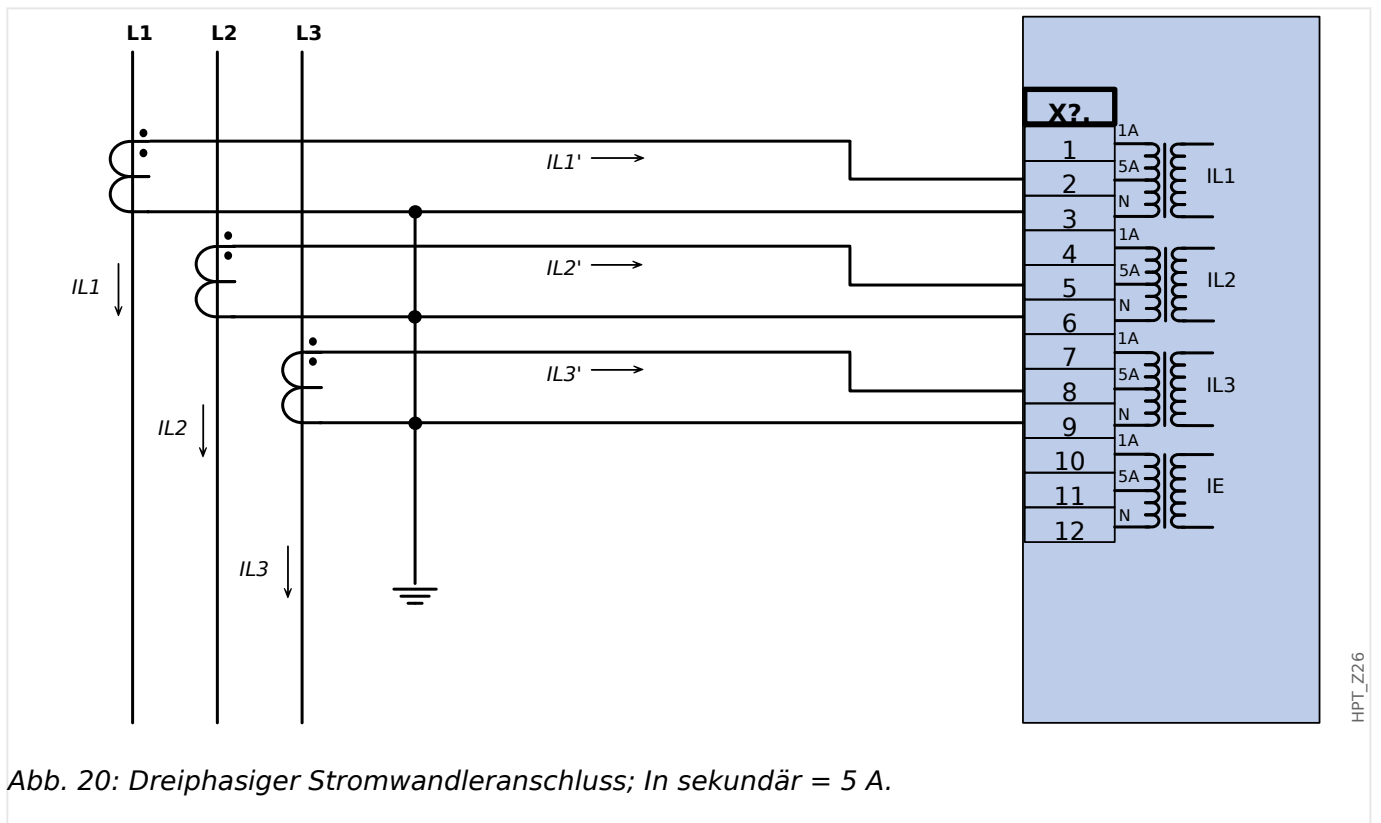 L1 L2 L3
X?.
1A
1
IL1'
5A
IL1
2
N
3
1A
4
IL2'
5A
IL1
IL2
5
N
6
1A
7
IL3'
5A
IL3
8
N
IL2
9
1A
10
5A
IE
11
N
12
IL3
HPT_Z26
Abb. 20: Dreiphasiger Stromwandleranschluss; In sekundär = 5 A.